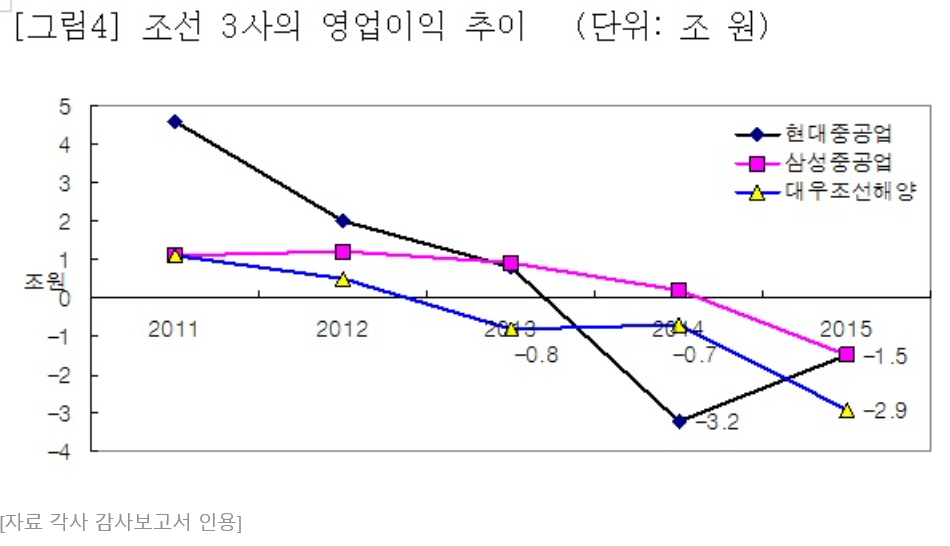 [그림4] 조선 3사의 영업이익 추이 (단위: 조 원)
5
4
3
2
1
조원
0
-1
-2
-3
-4
현대중공업
삼성중공업
대우조선해양
2011 2012 2013 2014 2015
-0.8 -0.7 -1.5
-3.2 -2.9
[자료 각사 감사보고서 인용]